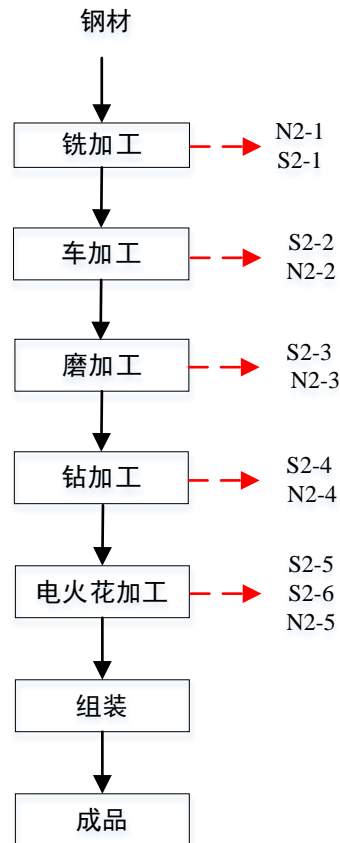 钢材
铣加工
N2-1
S2-1
车加工
S2-2
N2-2
磨加工
S2-3
N2-3
钻加工
S2-4
N2-4
电火花加工
S2-5
S2-6
N2-5
组装
成品